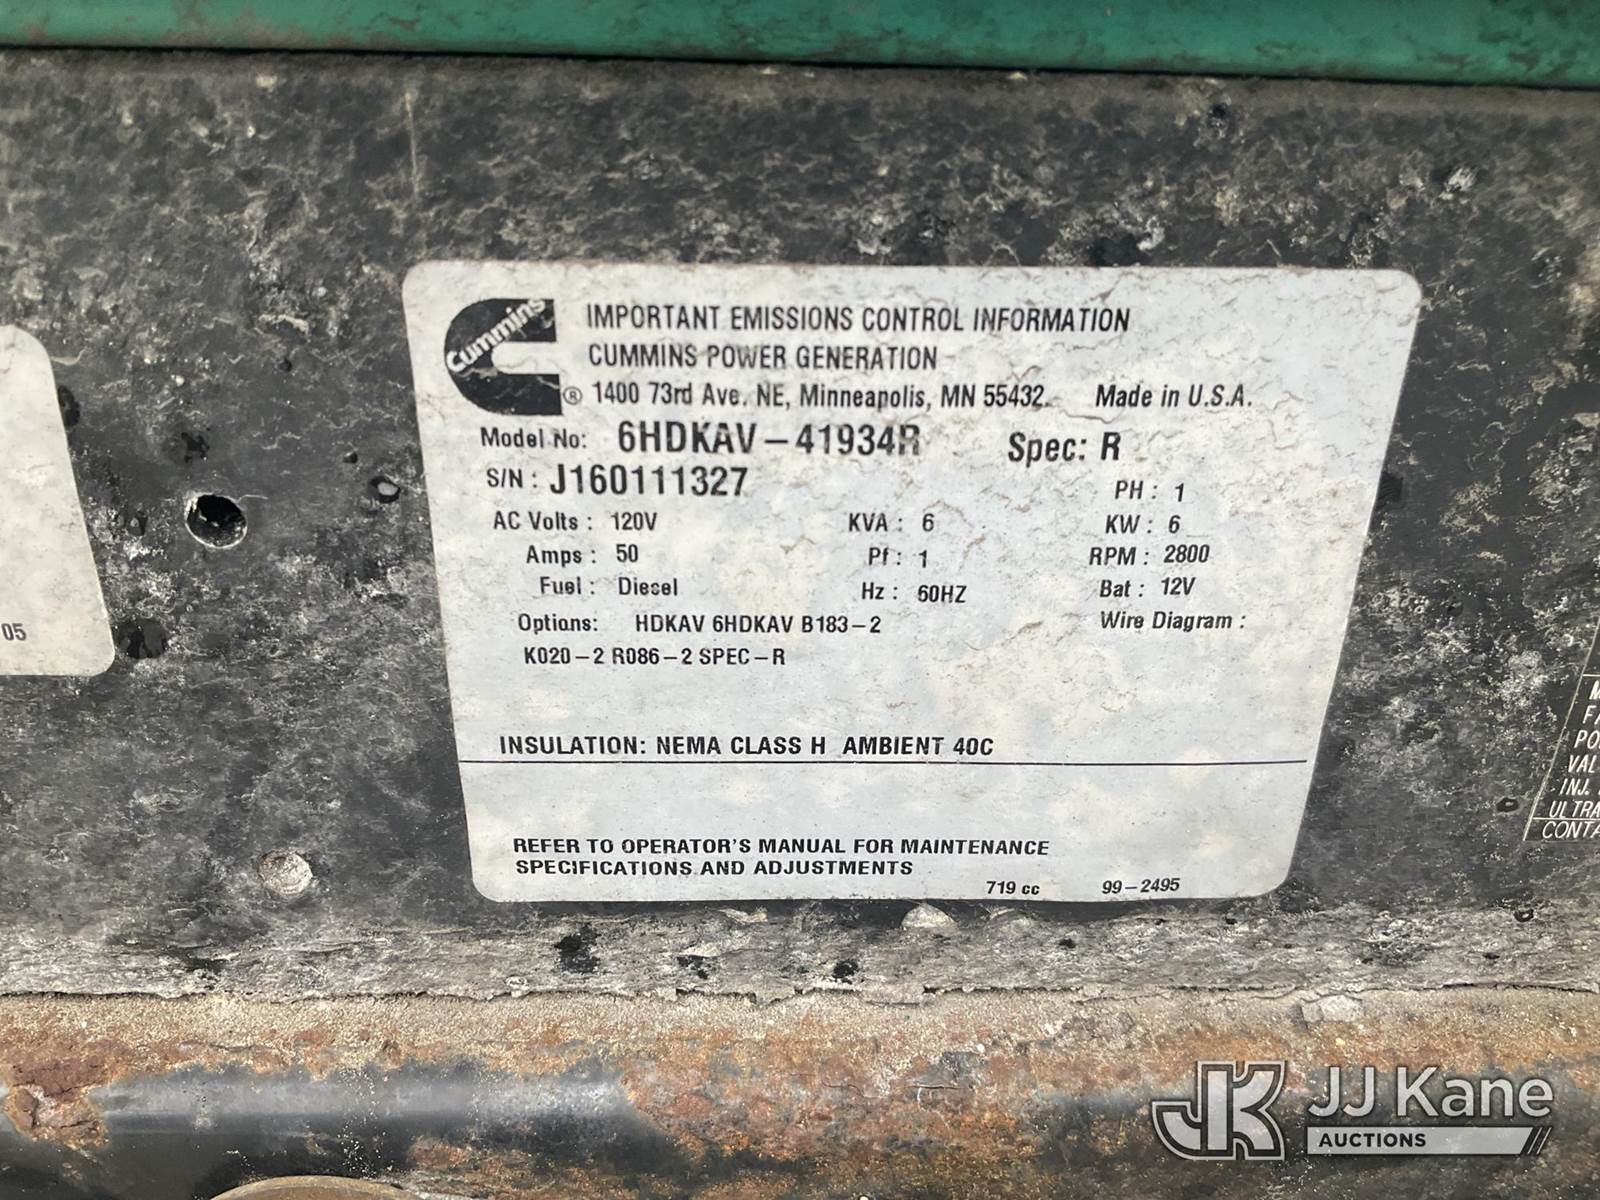 Cummins
®
IMPORTANT EMISSIONS CONTROL INFORMATION
CUMMINS POWER GENERATION
1400 73rd Ave. NE, Minneapolis, MN 55432. Made in U.S.A.
Model No: 6HDKAV-41934R Spec: R
S/N: J160111327 PH: 1
AC Volts: 120V KVA: 6 KW: 6
Amps: 50 Pf: 1 RPM: 2800
Fuel: Diesel Hz: 60HZ Bat: 12V
Options: HDKAV 6HDKAV B183-2 Wire Diagram:
K020-2 R086-2 SPEC-R
INSULATION: NEMA CLASS H AMBIENT 40C
REFER TO OPERATOR'S MANUAL FOR MAINTENANCE
SPECIFICATIONS AND ADJUSTMENTS
719 cc 99-2495
05
INJ.
ULTRA
CONTA
JK JJ Kane
AUCTIONS